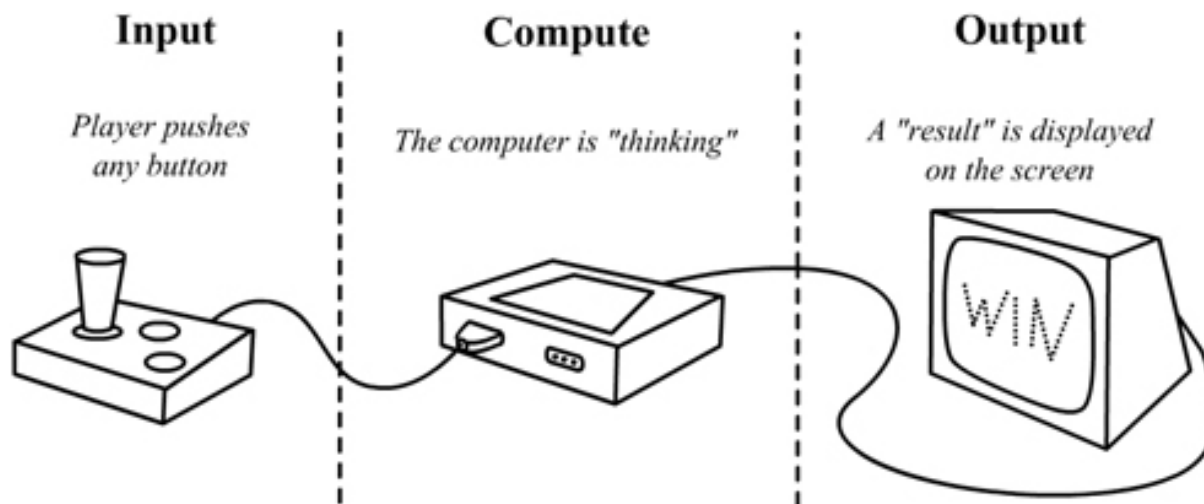 Input
Player pushes
any button
Compute
The computer is "thinking"
Output
A "result" is displayed
on the screen
WIN